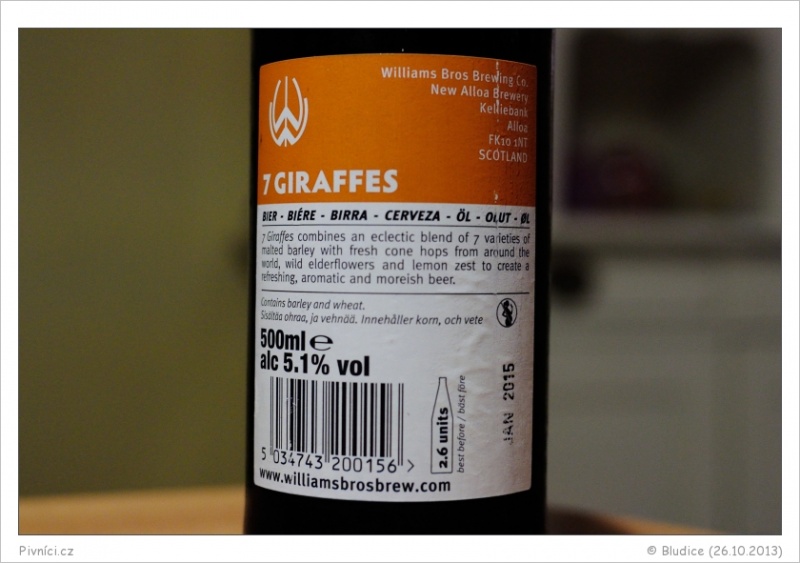 Williams Bros Brewing Co.
New Alloa Brewery
Kelliebank
Alloa
FK10 1NT
SCOTLAND
7 GIRAFFES
BIER - BIÉRE - BIRRA - CERVEZA - ÖL - OLUT - ØL
7 Giraffes combines an eclectic blend of 7 varieties of
malted barley with fresh cone hops from around the
world, wild elderflowers and lemon zest to create a
refreshing, aromatic and moreish beer.
Contains barley and wheat.
Sisältää ohraa, ja vehnää. Innehåller korn, och vete
500ml ℮
alc 5.1% vol
5 034743 200156 >
2.6 units
best before / bäst före
JAN 2015
www.williamsbrosbrew.com
Pivníci.cz
© Bludice (26.10.2013)